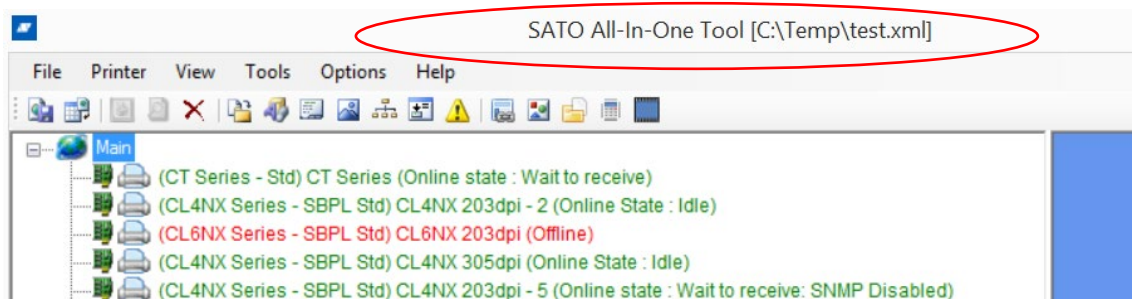 SATO All-In-One Tool [C:\Temp\test.xml]
File Printer View Tools Options Help
Main
(CT Series - Std) CT Series (Online state : Wait to receive)
(CL4NX Series - SBPL Std) CL4NX 203dpi - 2 (Online State : Idle)
(CL6NX Series - SBPL Std) CL6NX 203dpi (Offline)
(CL4NX Series - SBPL Std) CL4NX 305dpi (Online State : Idle)
(CL4NX Series - SBPL Std) CL4NX 203dpi - 5 (Online state : Wait to receive: SNMP Disabled)